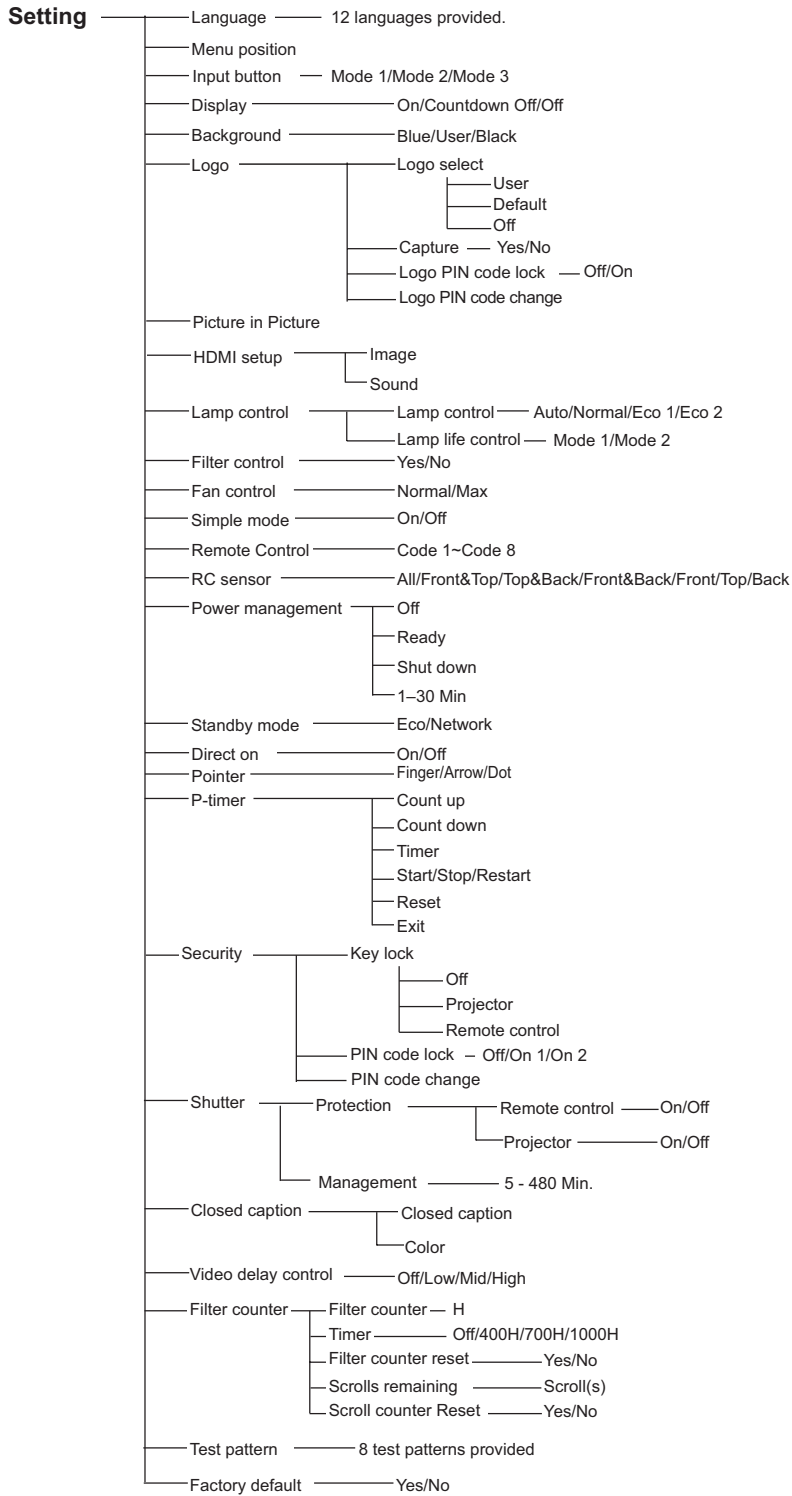 Setting Language 12 languages provided.
Menu position
Input button Mode 1/Mode 2/Mode 3
Display On/Countdown Off/Off
Background Blue/User/Black
Logo Logo select
User
Default
Off
Capture Yes/No
Logo PIN code lock Off/On
Logo PIN code change
Picture in Picture
HDMI setup Image
Sound
Lamp control Lamp control Auto/Normal/Eco 1/Eco 2
Lamp life control Mode 1/Mode 2
Filter control Yes/No
Fan control Normal/Max
Simple mode On/Off
Remote Control Code 1~Code 8
RC sensor All/Front&Top/Top&Back/Front&Back/Front/Top/Back
Power management Off
Ready
Shut down
1–30 Min
Standby mode Eco/Network
Direct on On/Off
Pointer Finger/Arrow/Dot
P-timer Count up
Count down
Timer
Start/Stop/Restart
Reset
Exit
Security Key lock
Off
Projector
Remote control
PIN code lock Off/On 1/On 2
PIN code change
Shutter Protection Remote control On/Off
Projector On/Off
Management 5 - 480 Min.
Closed caption Closed caption
Color
Video delay control Off/Low/Mid/High
Filter counter Filter counter H
Timer Off/400H/700H/1000H
Filter counter reset Yes/No
Scrolls remaining Scroll(s)
Scroll counter Reset Yes/No
Test pattern 8 test patterns provided
Factory default Yes/No